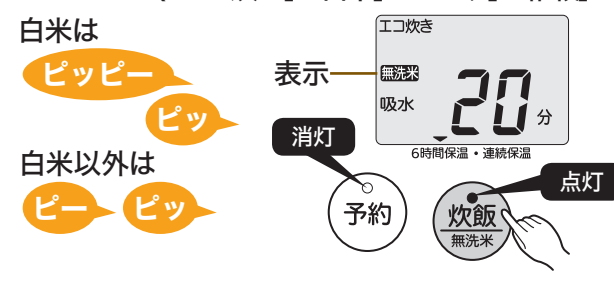 白米は
ピッピー
ピッ
白米以外は
ピー ピッ
表示
エコ炊き
無洗米
吸水 20分
6時間保温・連続保温
消灯
予約
点灯
炊飯
無洗米